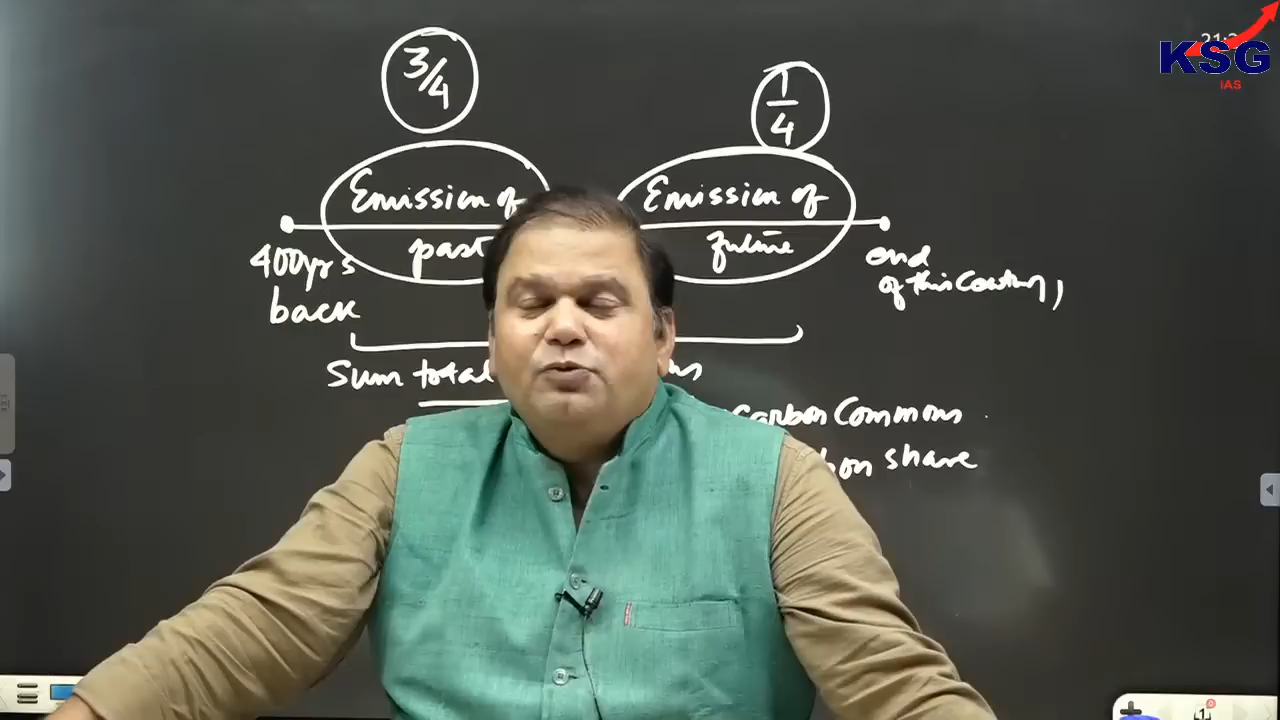 3/4
1
4
Emission of
past
Emission of
future
400yrs
back
end
of this century
Sum total
carbon commons
share
KSG
IAS